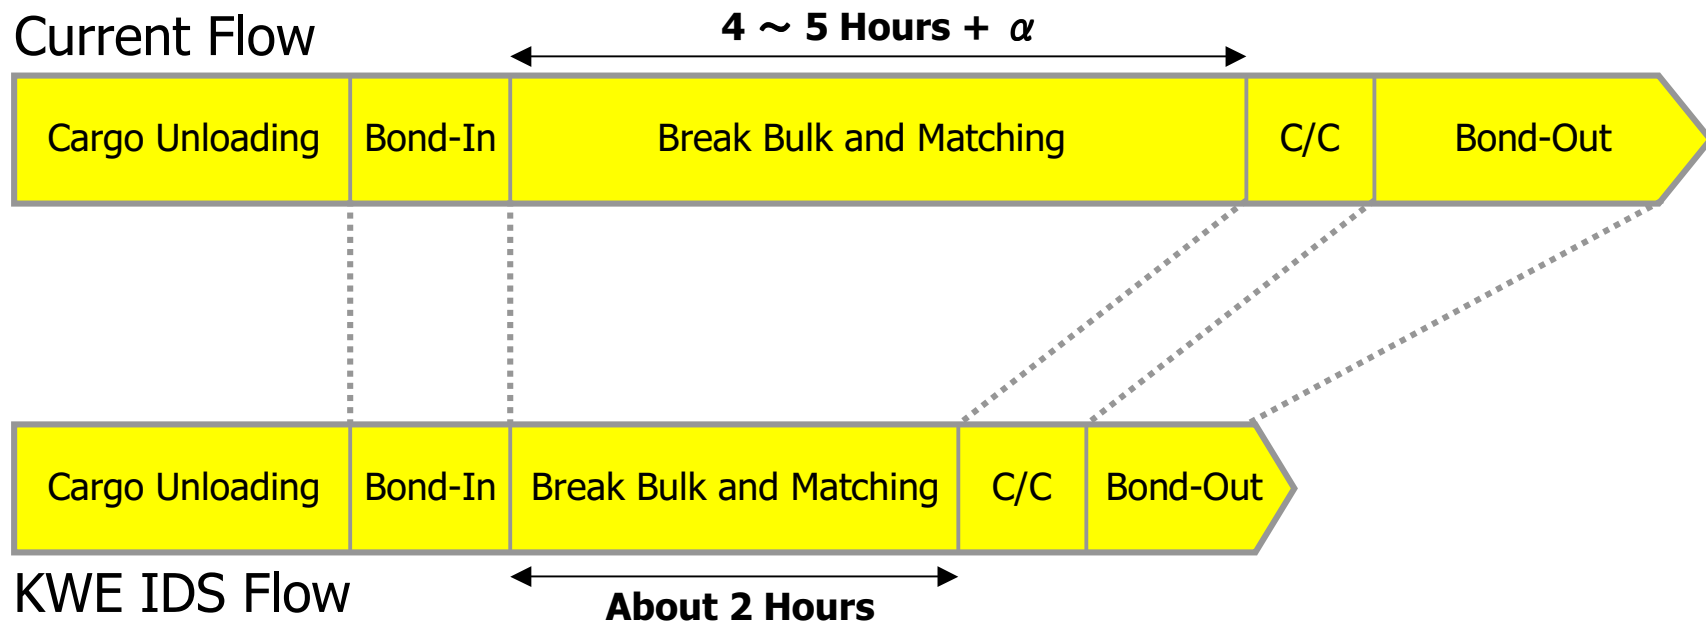 Current Flow
4 ～ 5 Hours + α
Cargo Unloading
Bond-In
Break Bulk and Matching
C/C
Bond-Out
Cargo Unloading
Bond-In
Break Bulk and Matching
C/C
Bond-Out
KWE IDS Flow
About 2 Hours